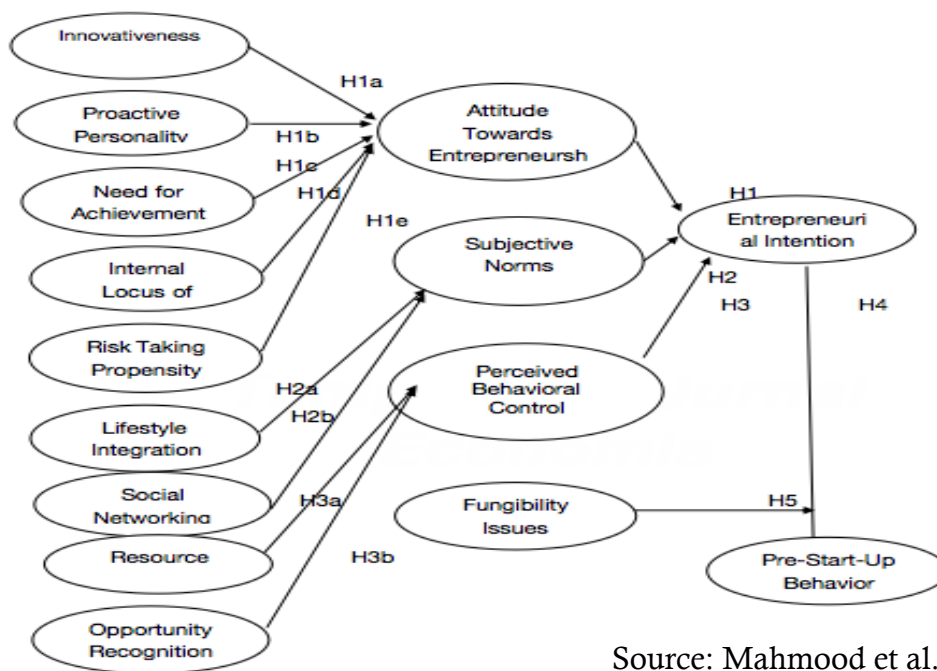 Innovativeness
H1a
Proactive
Personality
H1b
Attitude
Towards
Entrepreneursh
H1c
Need for
Achievement
H1d
H1
H1e
Entrepreneuri
al Intention
Subjective
Norms
Internal
Locus of
H2
H3
H4
Risk Taking
Propensity
Perceived
Behavioral
Control
H2a
H2b
Lifestyle
Integration
Social
Networking
H3a
Fungibility
Issues
H5
Resource
H3b
Pre-Start-Up
Behavior
Opportunity
Recognition
Source: Mahmood et al.